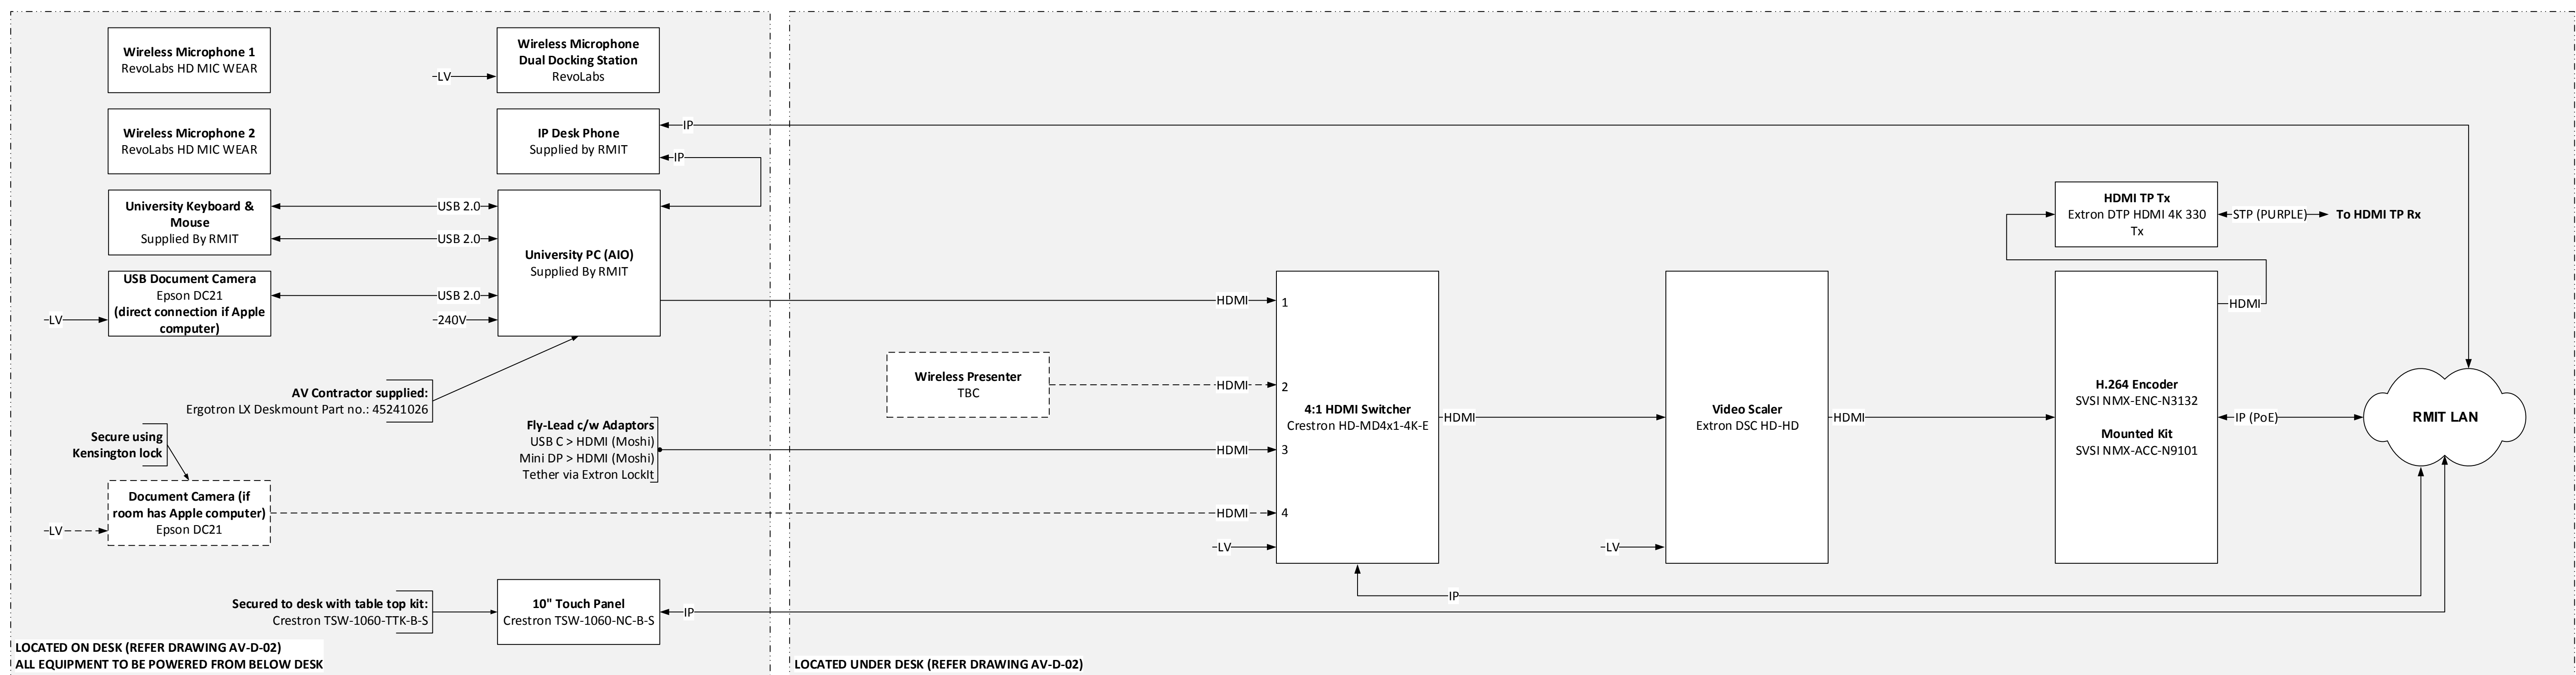 Wireless Microphone 1
RevoLabs HD MIC WEAR
Wireless Microphone
Dual Docking Station
RevoLabs
LV
Wireless Microphone 2
RevoLabs HD MIC WEAR
IP Desk Phone
Supplied by RMIT
IP
IP
University Keyboard &
Mouse
Supplied By RMIT
USB 2.0
USB 2.0
University PC (AIO)
Supplied By RMIT
USB Document Camera
Epson DC21
(direct connection if Apple
computer)
LV
USB 2.0
240V
AV Contractor supplied:
Ergotron LX Deskmount Part no.: 45241026
Secure using
Kensington lock
Fly-Lead c/w Adaptors
USB C > HDMI (Moshi)
Mini DP > HDMI (Moshi)
Tether via Extron LockIt
Document Camera (if
room has Apple computer)
Epson DC21
LV
Secured to desk with table top kit:
Crestron TSW-1060-TTK-B-S
10" Touch Panel
Crestron TSW-1060-NC-B-S
IP
LOCATED ON DESK (REFER DRAWING AV-D-02)
ALL EQUIPMENT TO BE POWERED FROM BELOW DESK
Wireless Presenter
TBC
HDMI
1
HDMI
2
HDMI
3
HDMI
4
LV
4:1 HDMI Switcher
Crestron HD-MD4x1-4K-E
HDMI
Video Scaler
Extron DSC HD-HD
LV
HDMI
HDMI TP Tx
Extron DTP HDMI 4K 330
Tx
STP (PURPLE)
To HDMI TP Rx
HDMI
H.264 Encoder
SVSI NMX-ENC-N3132
Mounted Kit
SVSI NMX-ACC-N9101
IP (PoE)
RMIT LAN
IP
LOCATED UNDER DESK (REFER DRAWING AV-D-02)